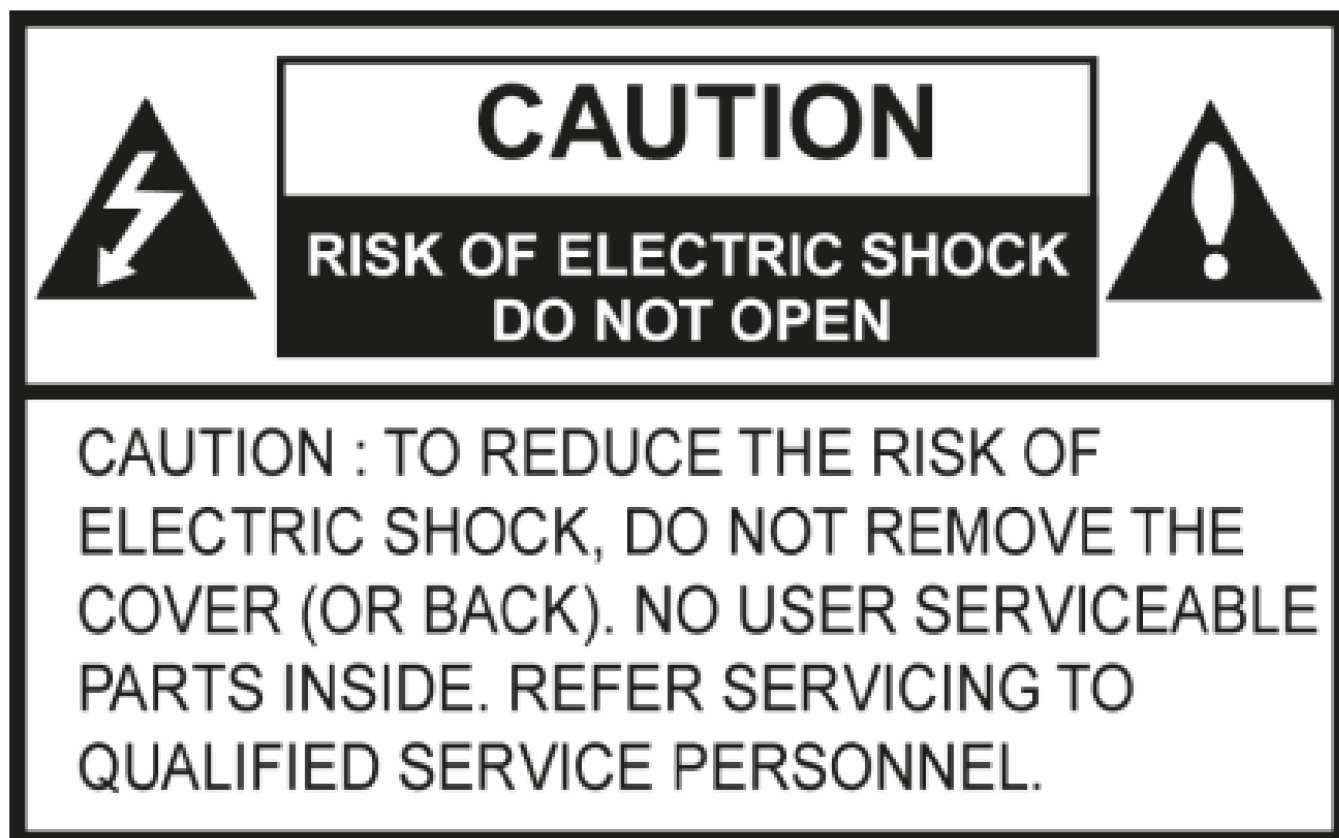 CAUTION
RISK OF ELECTRIC SHOCK
DO NOT OPEN
CAUTION : TO REDUCE THE RISK OF
ELECTRIC SHOCK, DO NOT REMOVE THE
COVER (OR BACK). NO USER SERVICEABLE
PARTS INSIDE. REFER SERVICING TO
QUALIFIED SERVICE PERSONNEL.